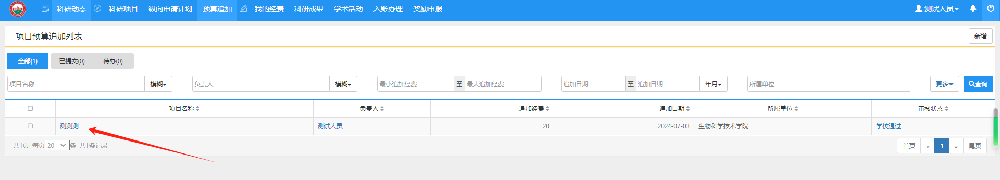 科研动态 科研项目 纵向申请计划 预算追加 我的经费 科研成果 学术活动 入账办理 奖励申报 测试人员
项目预算追加列表 新增
全部(1) 已提交(0) 待办(0)
项目名称 模糊 负责人 模糊 最小追加经费 至 最大追加经费 追加日期 至 追加日期 年月 所属单位 更多 查询
项目名称 负责人 追加经费 追加日期 所属单位 审核状态
测测测 测试人员 20 2024-07-03 生物科学技术学院 学校通过
共1页 每页 20 条 共1条记录 首页 « 1 » 尾页